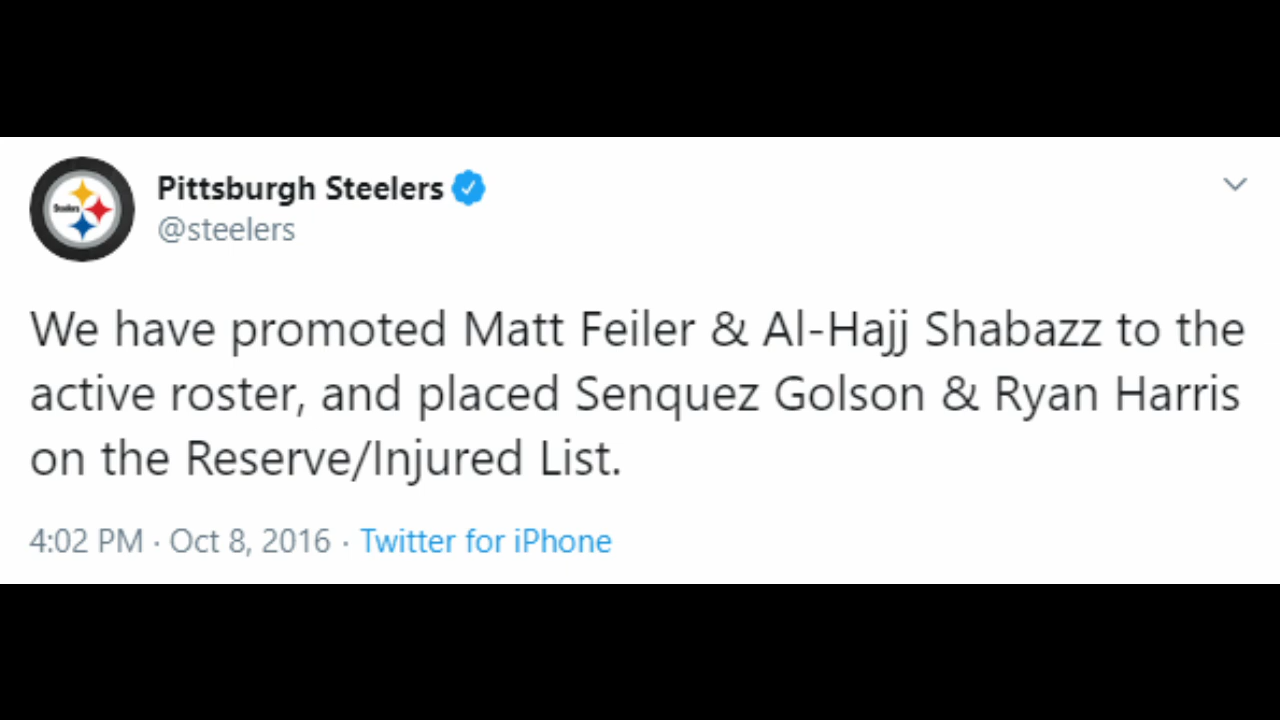 Pittsburgh Steelers
@steelers
Steelers
We have promoted Matt Feiler & Al-Hajj Shabazz to the
active roster, and placed Senquez Golson & Ryan Harris
on the Reserve/Injured List.
4:02 PM · Oct 8, 2016 · Twitter for iPhone